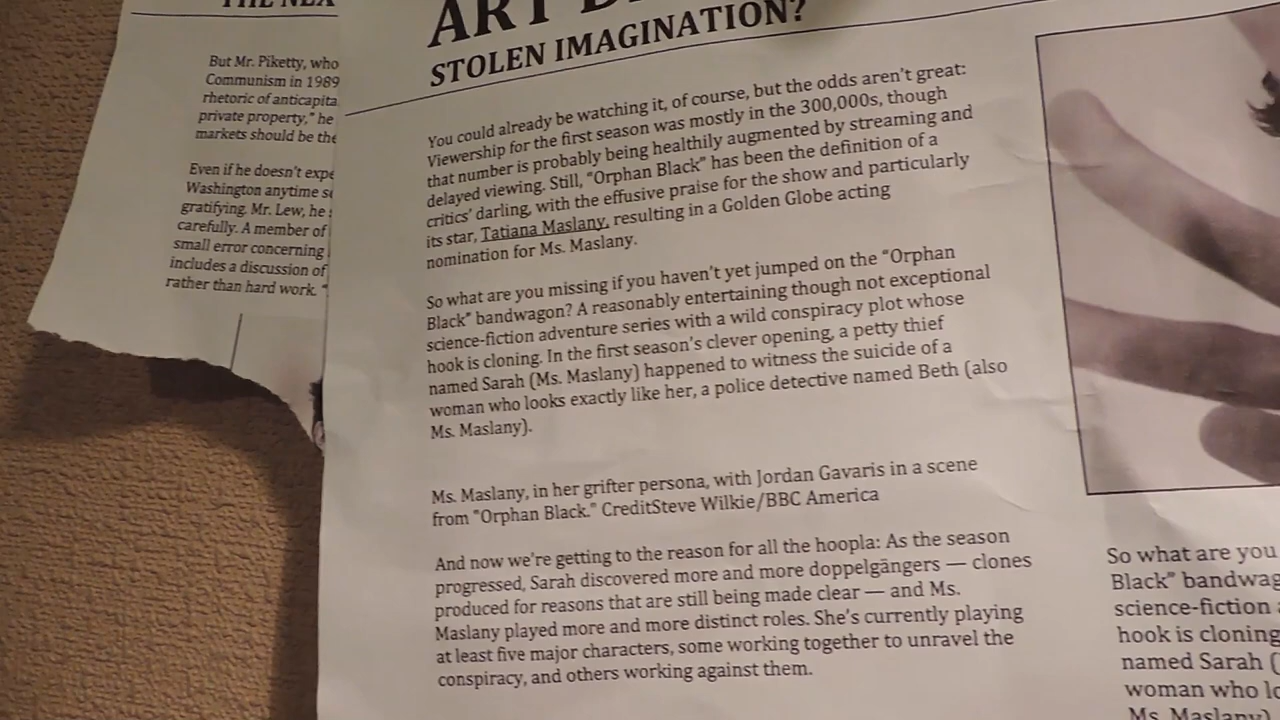 But Mr. Piketty, who
Communism in 1989
rhetoric of anticapita
private property," he
markets should be the
Even if he doesn't expe
Washington anytime s
gratifying. Mr. Lew, he
carefully. A member of
small error concerning
includes a discussion of
rather than hard work. "
STOLEN IMAGINATION?
You could already be watching it, of course, but the odds aren't great:
Viewership for the first season was mostly in the 300,000s, though
that number is probably being healthily augmented by streaming and
delayed viewing. Still, "Orphan Black" has been the definition of a
critics' darling, with the effusive praise for the show and particularly
its star, Tatiana Maslany, resulting in a Golden Globe acting
nomination for Ms. Maslany.
So what are you missing if you haven't yet jumped on the "Orphan
Black" bandwagon? A reasonably entertaining though not exceptional
science-fiction adventure series with a wild conspiracy plot whose
hook is cloning. In the first season's clever opening, a petty thief
named Sarah (Ms. Maslany) happened to witness the suicide of a
woman who looks exactly like her, a police detective named Beth (also
Ms. Maslany).
Ms. Maslany, in her grifter persona, with Jordan Gavaris in a scene
from "Orphan Black." CreditSteve Wilkie/BBC America
And now we're getting to the reason for all the hoopla: As the season
progressed, Sarah discovered more and more doppelgängers — clones
produced for reasons that are still being made clear — and Ms.
Maslany played more and more distinct roles. She's currently playing
at least five major characters, some working together to unravel the
conspiracy, and others working against them.
So what are you
Black" bandwag
science-fiction
hook is cloning
named Sarah (
woman who lo
Ms. Maslany)